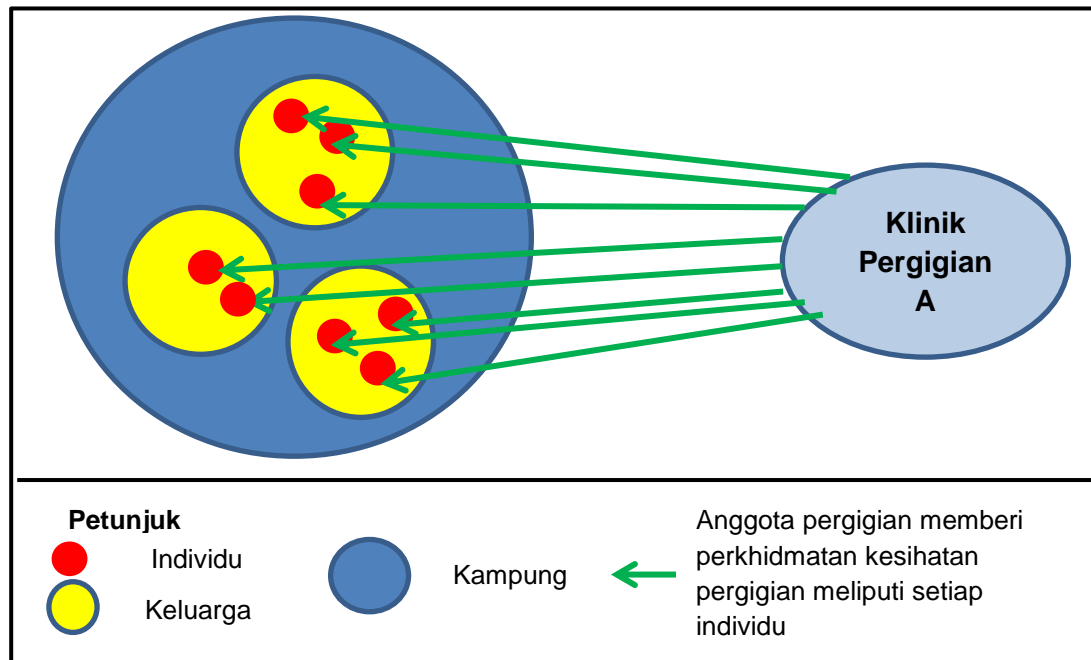 Klinik
Pergigian
A
Petunjuk
Individu
Keluarga
Kampung
Anggota pergigian memberi
perkhidmatan kesihatan
pergigian meliputi setiap
individu